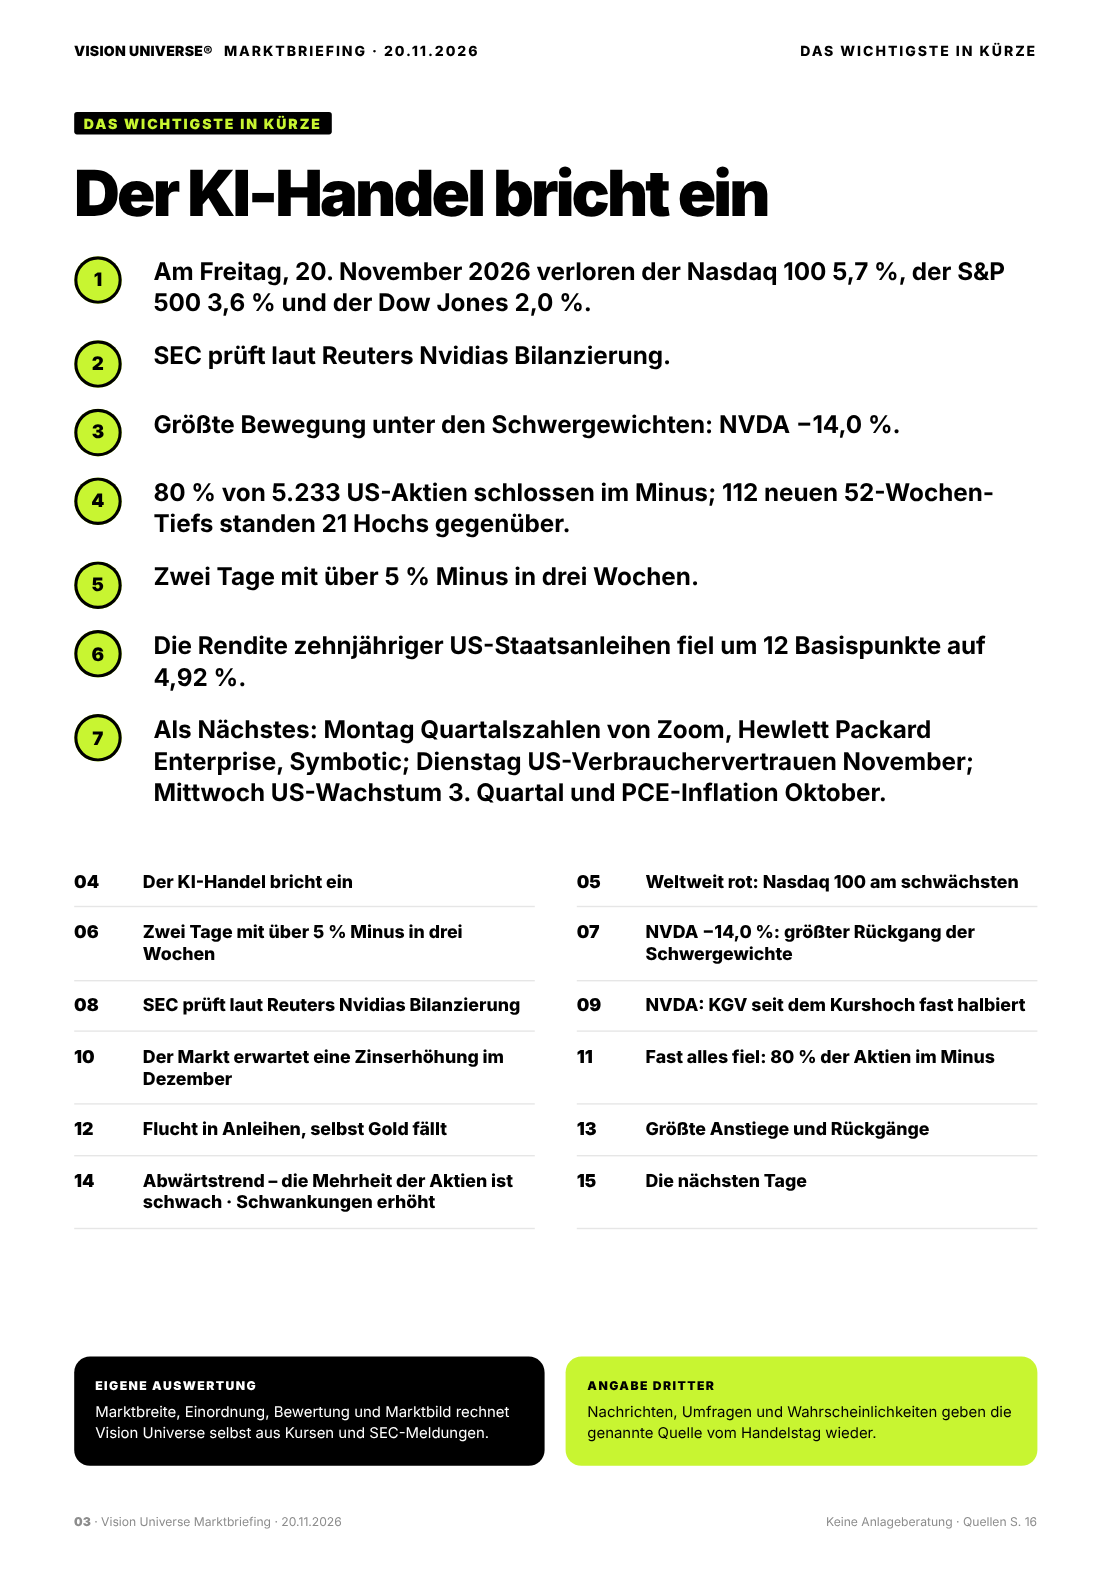 VISION UNIVERSE® MARKTBRIEFING · 20.11.2026
DAS WICHTIGSTE IN KÜRZE
DAS WICHTIGSTE IN KÜRZE
Der KI-Handel bricht ein
1
Am Freitag, 20. November 2026 verloren der Nasdaq 100 5,7 %, der S&P
500 3,6 % und der Dow Jones 2,0 %.
2
SEC prüft laut Reuters Nvidias Bilanzierung.
3
Größte Bewegung unter den Schwergewichten: NVDA −14,0 %.
4
80 % von 5.233 US-Aktien schlossen im Minus; 112 neuen 52-Wochen-
Tiefs standen 21 Hochs gegenüber.
5
Zwei Tage mit über 5 % Minus in drei Wochen.
6
Die Rendite zehnjähriger US-Staatsanleihen fiel um 12 Basispunkte auf
4,92 %.
7
Als Nächstes: Montag Quartalszahlen von Zoom, Hewlett Packard
Enterprise, Symbotic; Dienstag US-Verbrauchervertrauen November;
Mittwoch US-Wachstum 3. Quartal und PCE-Inflation Oktober.
04 Der KI-Handel bricht ein
05 Weltweit rot: Nasdaq 100 am schwächsten
06 Zwei Tage mit über 5 % Minus in drei
Wochen
07 NVDA −14,0 %: größter Rückgang der
Schwergewichte
08 SEC prüft laut Reuters Nvidias Bilanzierung
09 NVDA: KGV seit dem Kurshoch fast halbiert
10 Der Markt erwartet eine Zinserhöhung im
Dezember
11 Fast alles fiel: 80 % der Aktien im Minus
12 Flucht in Anleihen, selbst Gold fällt
13 Größte Anstiege und Rückgänge
14 Abwärtstrend – die Mehrheit der Aktien ist
schwach · Schwankungen erhöht
15 Die nächsten Tage
EIGENE AUSWERTUNG
Marktbreite, Einordnung, Bewertung und Marktbild rechnet
Vision Universe selbst aus Kursen und SEC-Meldungen.
ANGABE DRITTER
Nachrichten, Umfragen und Wahrscheinlichkeiten geben die
genannte Quelle vom Handelstag wieder.
03 · Vision Universe Marktbriefing · 20.11.2026
Keine Anlageberatung · Quellen S. 16